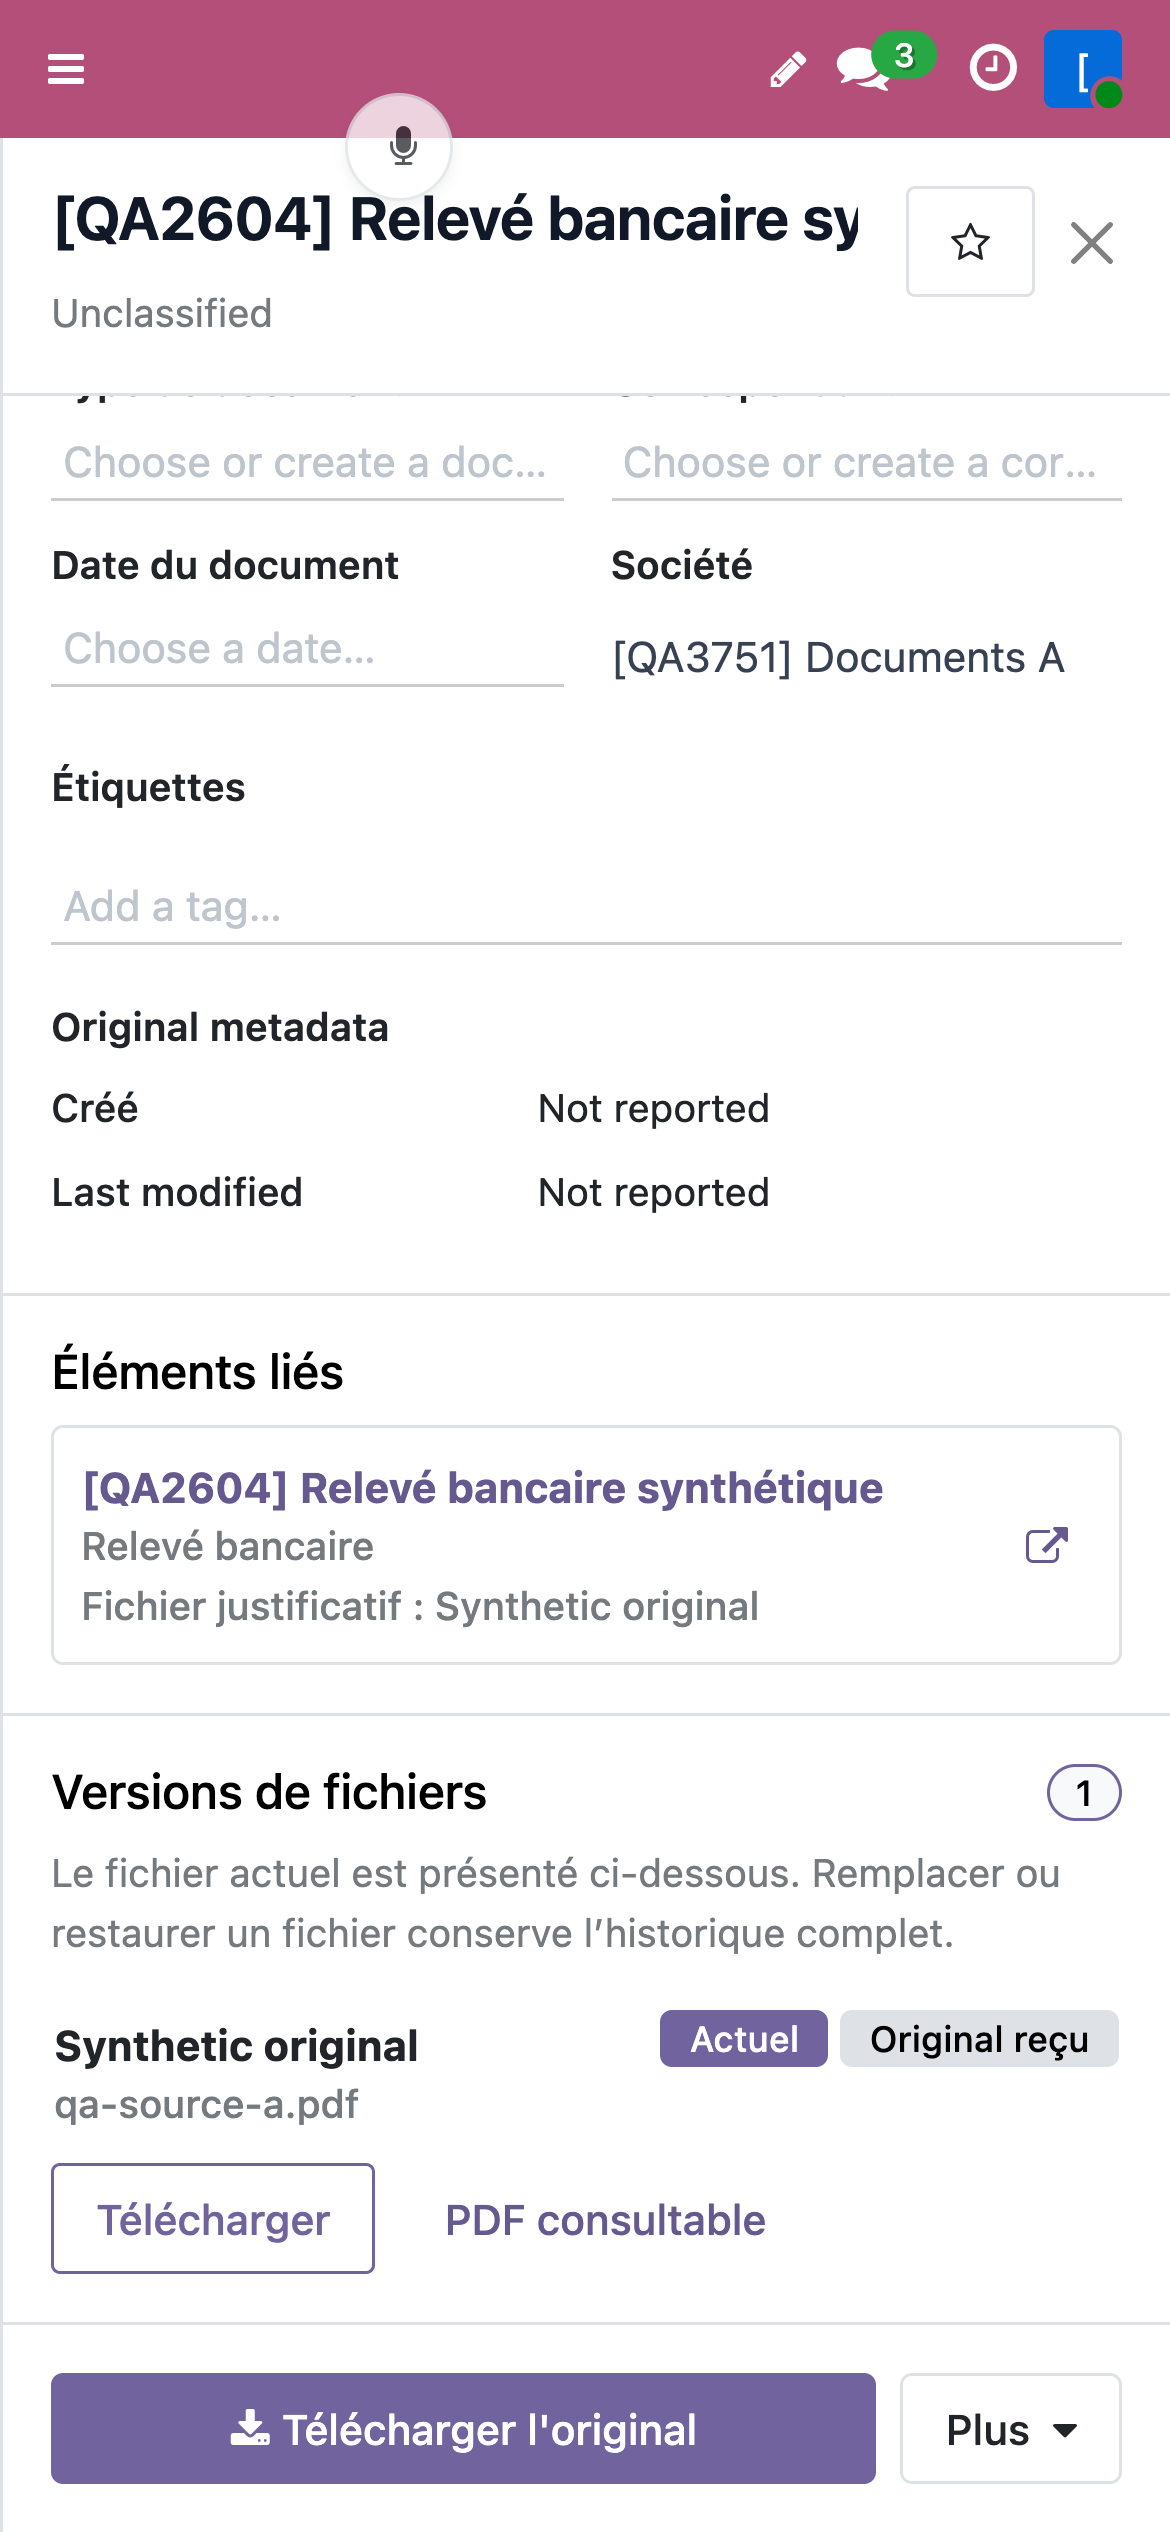 3
[
[QA2604] Relevé bancaire sy
Unclassified
Choose or create a doc...
Choose or create a cor...
Date du document
Société
Choose a date...
[QA3751] Documents A
Étiquettes
Add a tag...
Original metadata
Créé
Not reported
Last modified
Not reported
Éléments liés
[QA2604] Relevé bancaire synthétique
Relevé bancaire
Fichier justificatif : Synthetic original
Versions de fichiers
1
Le fichier actuel est présenté ci-dessous. Remplacer ou
restaurer un fichier conserve l’historique complet.
Synthetic original
Actuel
Original reçu
qa-source-a.pdf
Télécharger
PDF consultable
Télécharger l'original
Plus